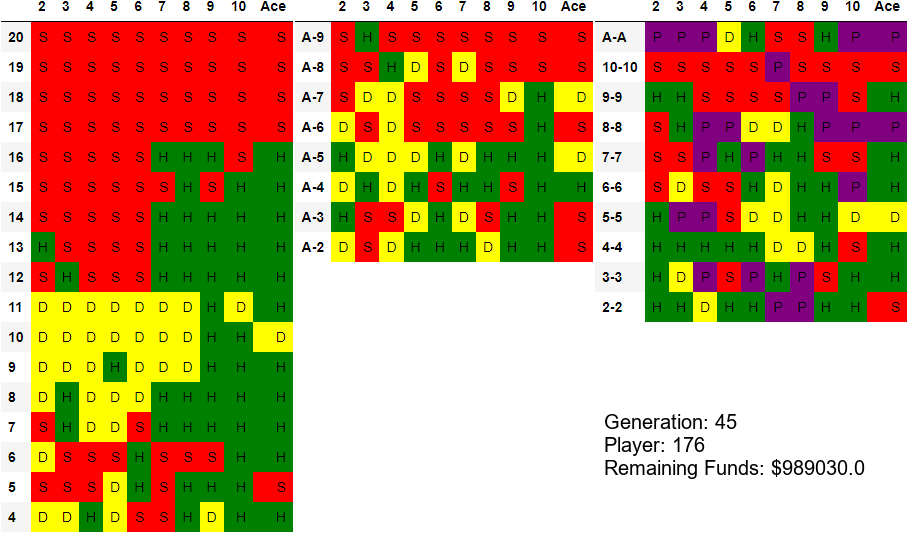 2 3 4 5 6 7 8 9 10 Ace
20 S S S S S S S S S S
19 S S S S S S S S S S
18 S S S S S S S S S S
17 S S S S S S S S S S
16 S S S S S H H H S H
15 S S S S S S H S H H
14 S S S S S H H H H H
13 H S S S S H H H H H
12 S H S S S H H H H H
11 D D D D D D D H D H
10 D D D D D D D H H D
9 D D D H D D D H H H
8 D H D D D H H H H H
7 S H D D S H H H H H
6 D S S S H S S S H H
5 S S S D H S H H H S
4 D D H D S S H D H H
2 3 4 5 6 7 8 9 10 Ace
A-9 S H S S S S S S S S
A-8 S S H D S D S S S S
A-7 S D D S S S S D H D
A-6 D S D S S S S S H S
A-5 H D D D H D H H H D
A-4 D H D H S H H S H H
A-3 H S S D H D S H H S
A-2 D S D H H H D H H S
2 3 4 5 6 7 8 9 10 Ace
A-A P P P D H S S H P P
10-10 S S S S S P S S S S
9-9 H H S S S S P P S H
8-8 S H P P D D H P P P
7-7 S S P H P H H S S H
6-6 S D S S H D H H P H
5-5 H P P S D D H H D D
4-4 H H H H H D D H S H
3-3 H D P S P H P S H H
2-2 H H D H H P P H H S
Generation: 45
Player: 176
Remaining Funds: $989030.0